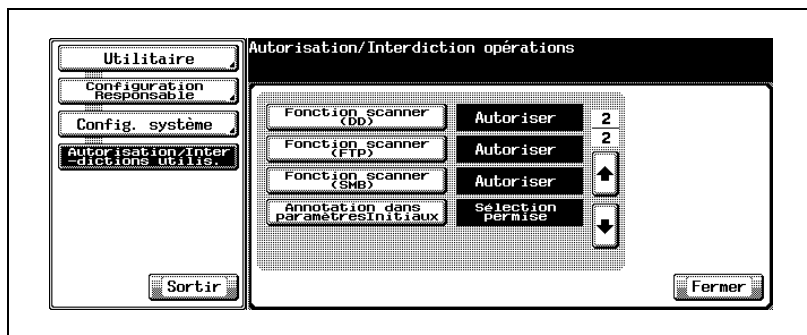 Utilitaire
Configuration
Responsable
Config. système
Autorisation/Inter
-dictions utilis.
Sortir
Autorisation/Interdiction opérations
Fonction scanner
(DD)
Autoriser
Fonction scanner
(FTP)
Autoriser
Fonction scanner
(SMB)
Autoriser
Annotation dans
paramètresInitiaux
Sélection
permise
2
2
Fermer